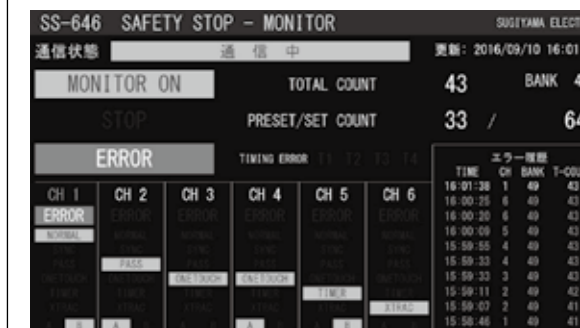 SS-646 SAFETY STOP - MONITOR SUGIYAMA ELECT
通信状態 通信中 更新: 2016/09/10 16:01
MONITOR ON TOTAL COUNT 43 BANK 4
STOP PRESET/SET COUNT 33 / 64
ERROR TIMING ERROR T1 T2 T3 T4 エラー履歴
TIME CH BANK T-COU
CH 1 CH 2 CH 3 CH 4 CH 5 CH 6
ERROR ERROR ERROR ERROR ERROR ERROR
NORMAL NORMAL NORMAL NORMAL NORMAL NORMAL
SYNC SYNC SYNC SYNC SYNC SYNC
PASS PASS PASS PASS PASS PASS
ONETOUCH ONETOUCH ONETOUCH ONETOUCH ONETOUCH ONETOUCH
TIMER TIMER TIMER TIMER TIMER TIMER
XTRAC XTRAC XTRAC XTRAC XTRAC XTRAC
A B A A B
16:01:38 1 49 43
16:00:25 6 49 43
16:00:20 6 49 43
16:00:09 5 49 43
15:59:55 4 49 43
15:59:33 4 49 43
15:59:33 3 49 43
15:59:11 2 49 42
15:59:07 2 49 41
15:58:46 1 49 41